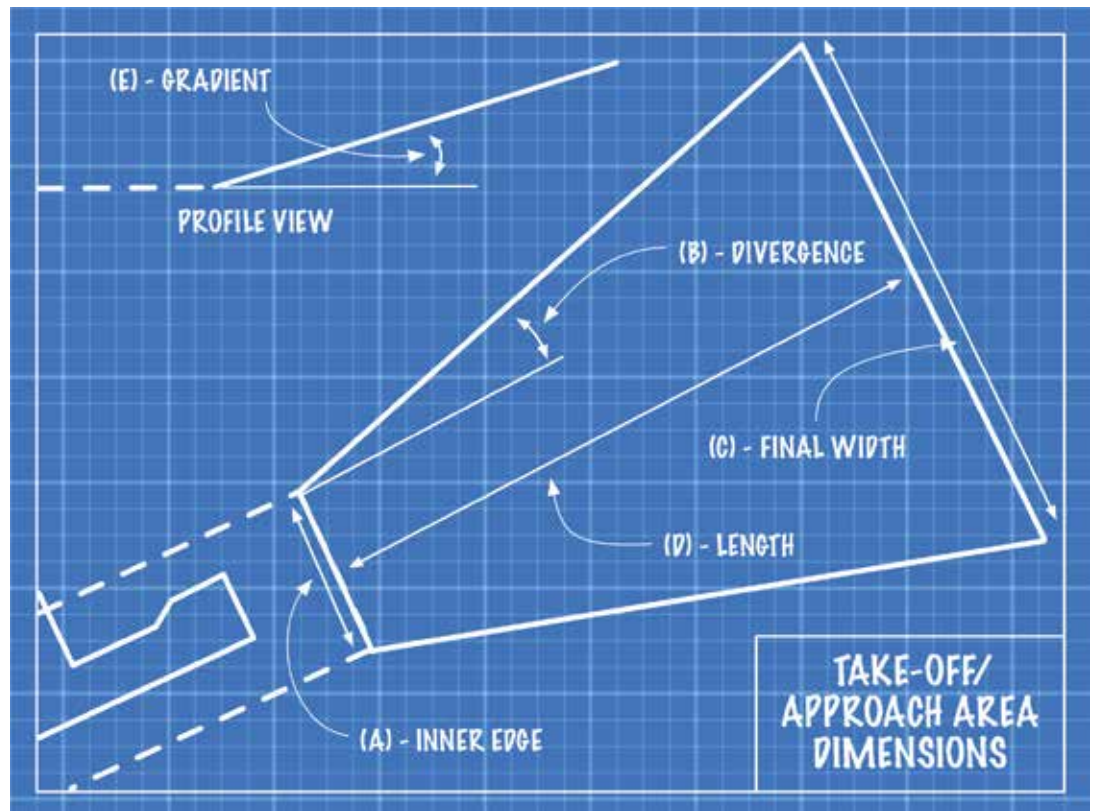 (E) - GRADIENT
PROFILE VIEW
(B) - DIVERGENCE
(C) - FINAL WIDTH
(D) - LENGTH
(A) - INNER EDGE
TAKE-OFF/
APPROACH AREA
DIMENSIONS